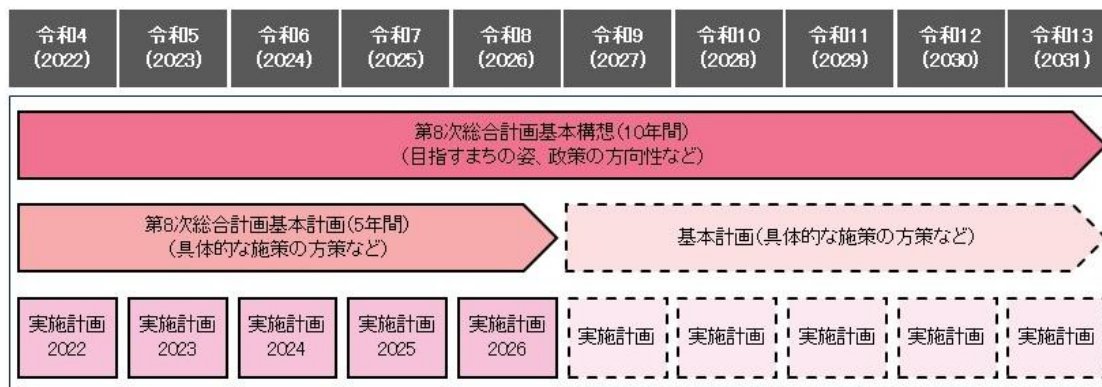 令和4
(2022)
令和5
(2023)
令和6
(2024)
令和7
(2025)
令和8
(2026)
令和9
(2027)
令和10
(2028)
令和11
(2029)
令和12
(2030)
令和13
(2031)
第8次総合計画基本構想(10年間)
(目指すまちの姿、政策の方向性など)
第8次総合計画基本計画(5年間)
(具体的な施策の方策など)
基本計画(具体的な施策の方策など)
実施計画
2022
実施計画
2023
実施計画
2024
実施計画
2025
実施計画
2026
実施計画
実施計画
実施計画
実施計画
実施計画